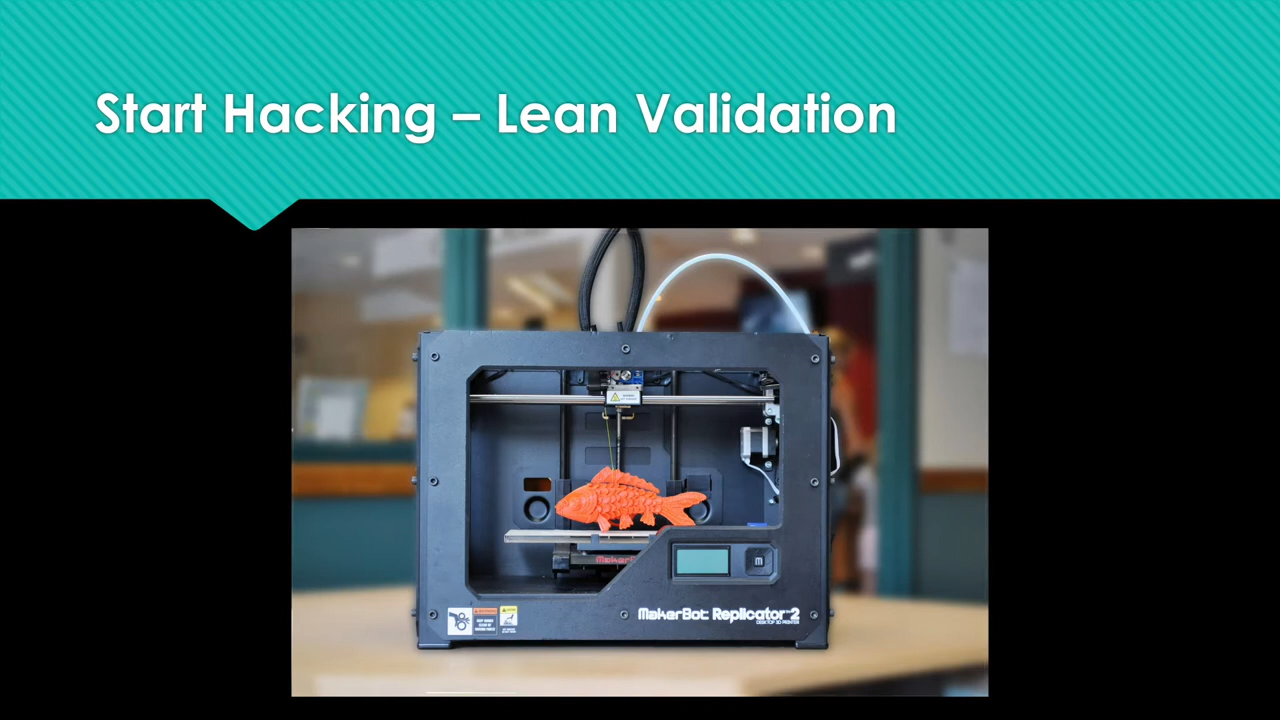 Start Hacking – Lean Validation
MakerBot Replicator 2
DESKTOP 3D PRINTER